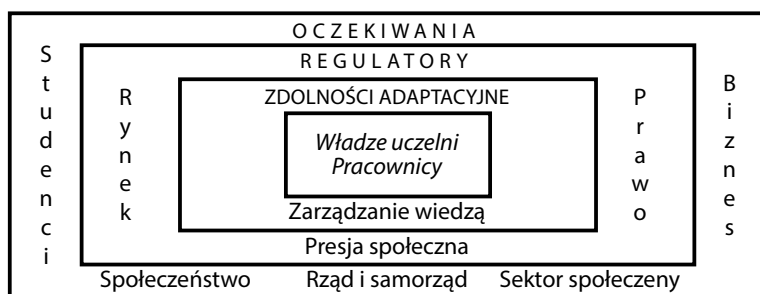 OCZEKIWANIA
Studenci
REGULATORY
Rynek
ZDOLNOŚCI ADAPTACYJNE
Władze uczelni
Pracownicy
Zarządzanie wiedzą
Prawo
Presja społeczna
Biznes
Społeczeństwo Rząd i samorząd Sektor społeczeny